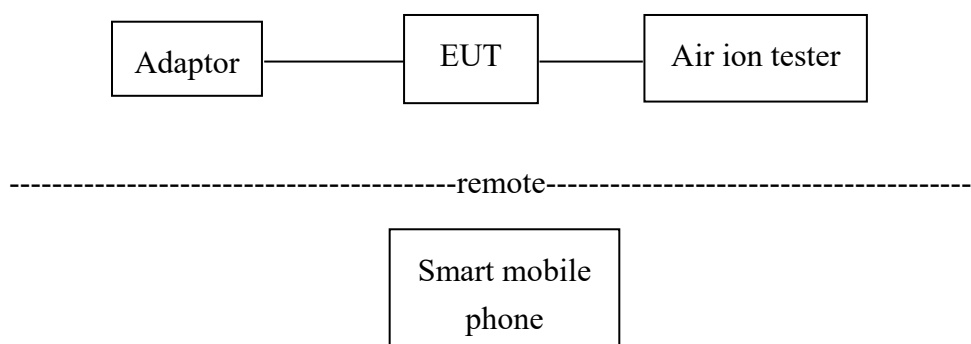 Adaptor
EUT
Air ion tester
remote
Smart mobile
phone